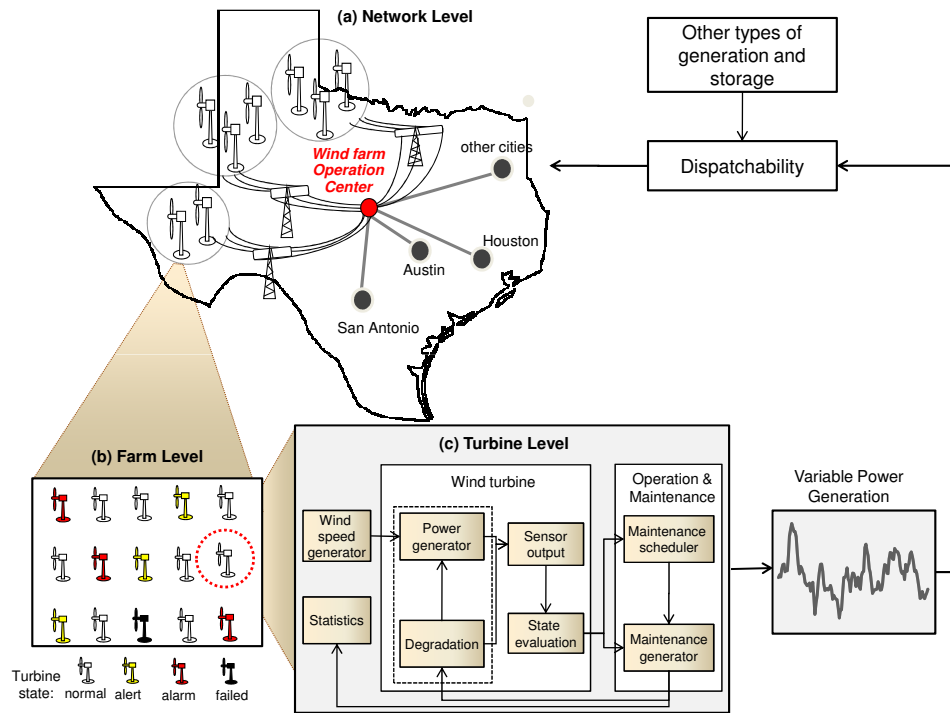 (a) Network Level
Other types of
generation and
storage
Dispatchability
Wind farm
Operation
Center
other cities
Houston
Austin
San Antonio
(b) Farm Level
Turbine
state:
normal
alert
alarm
failed
(c) Turbine Level
Wind turbine
Operation &
Maintenance
Wind
speed
generator
Power
generator
Sensor
output
Maintenance
scheduler
Statistics
Degradation
State
evaluation
Maintenance
generator
Variable Power
Generation